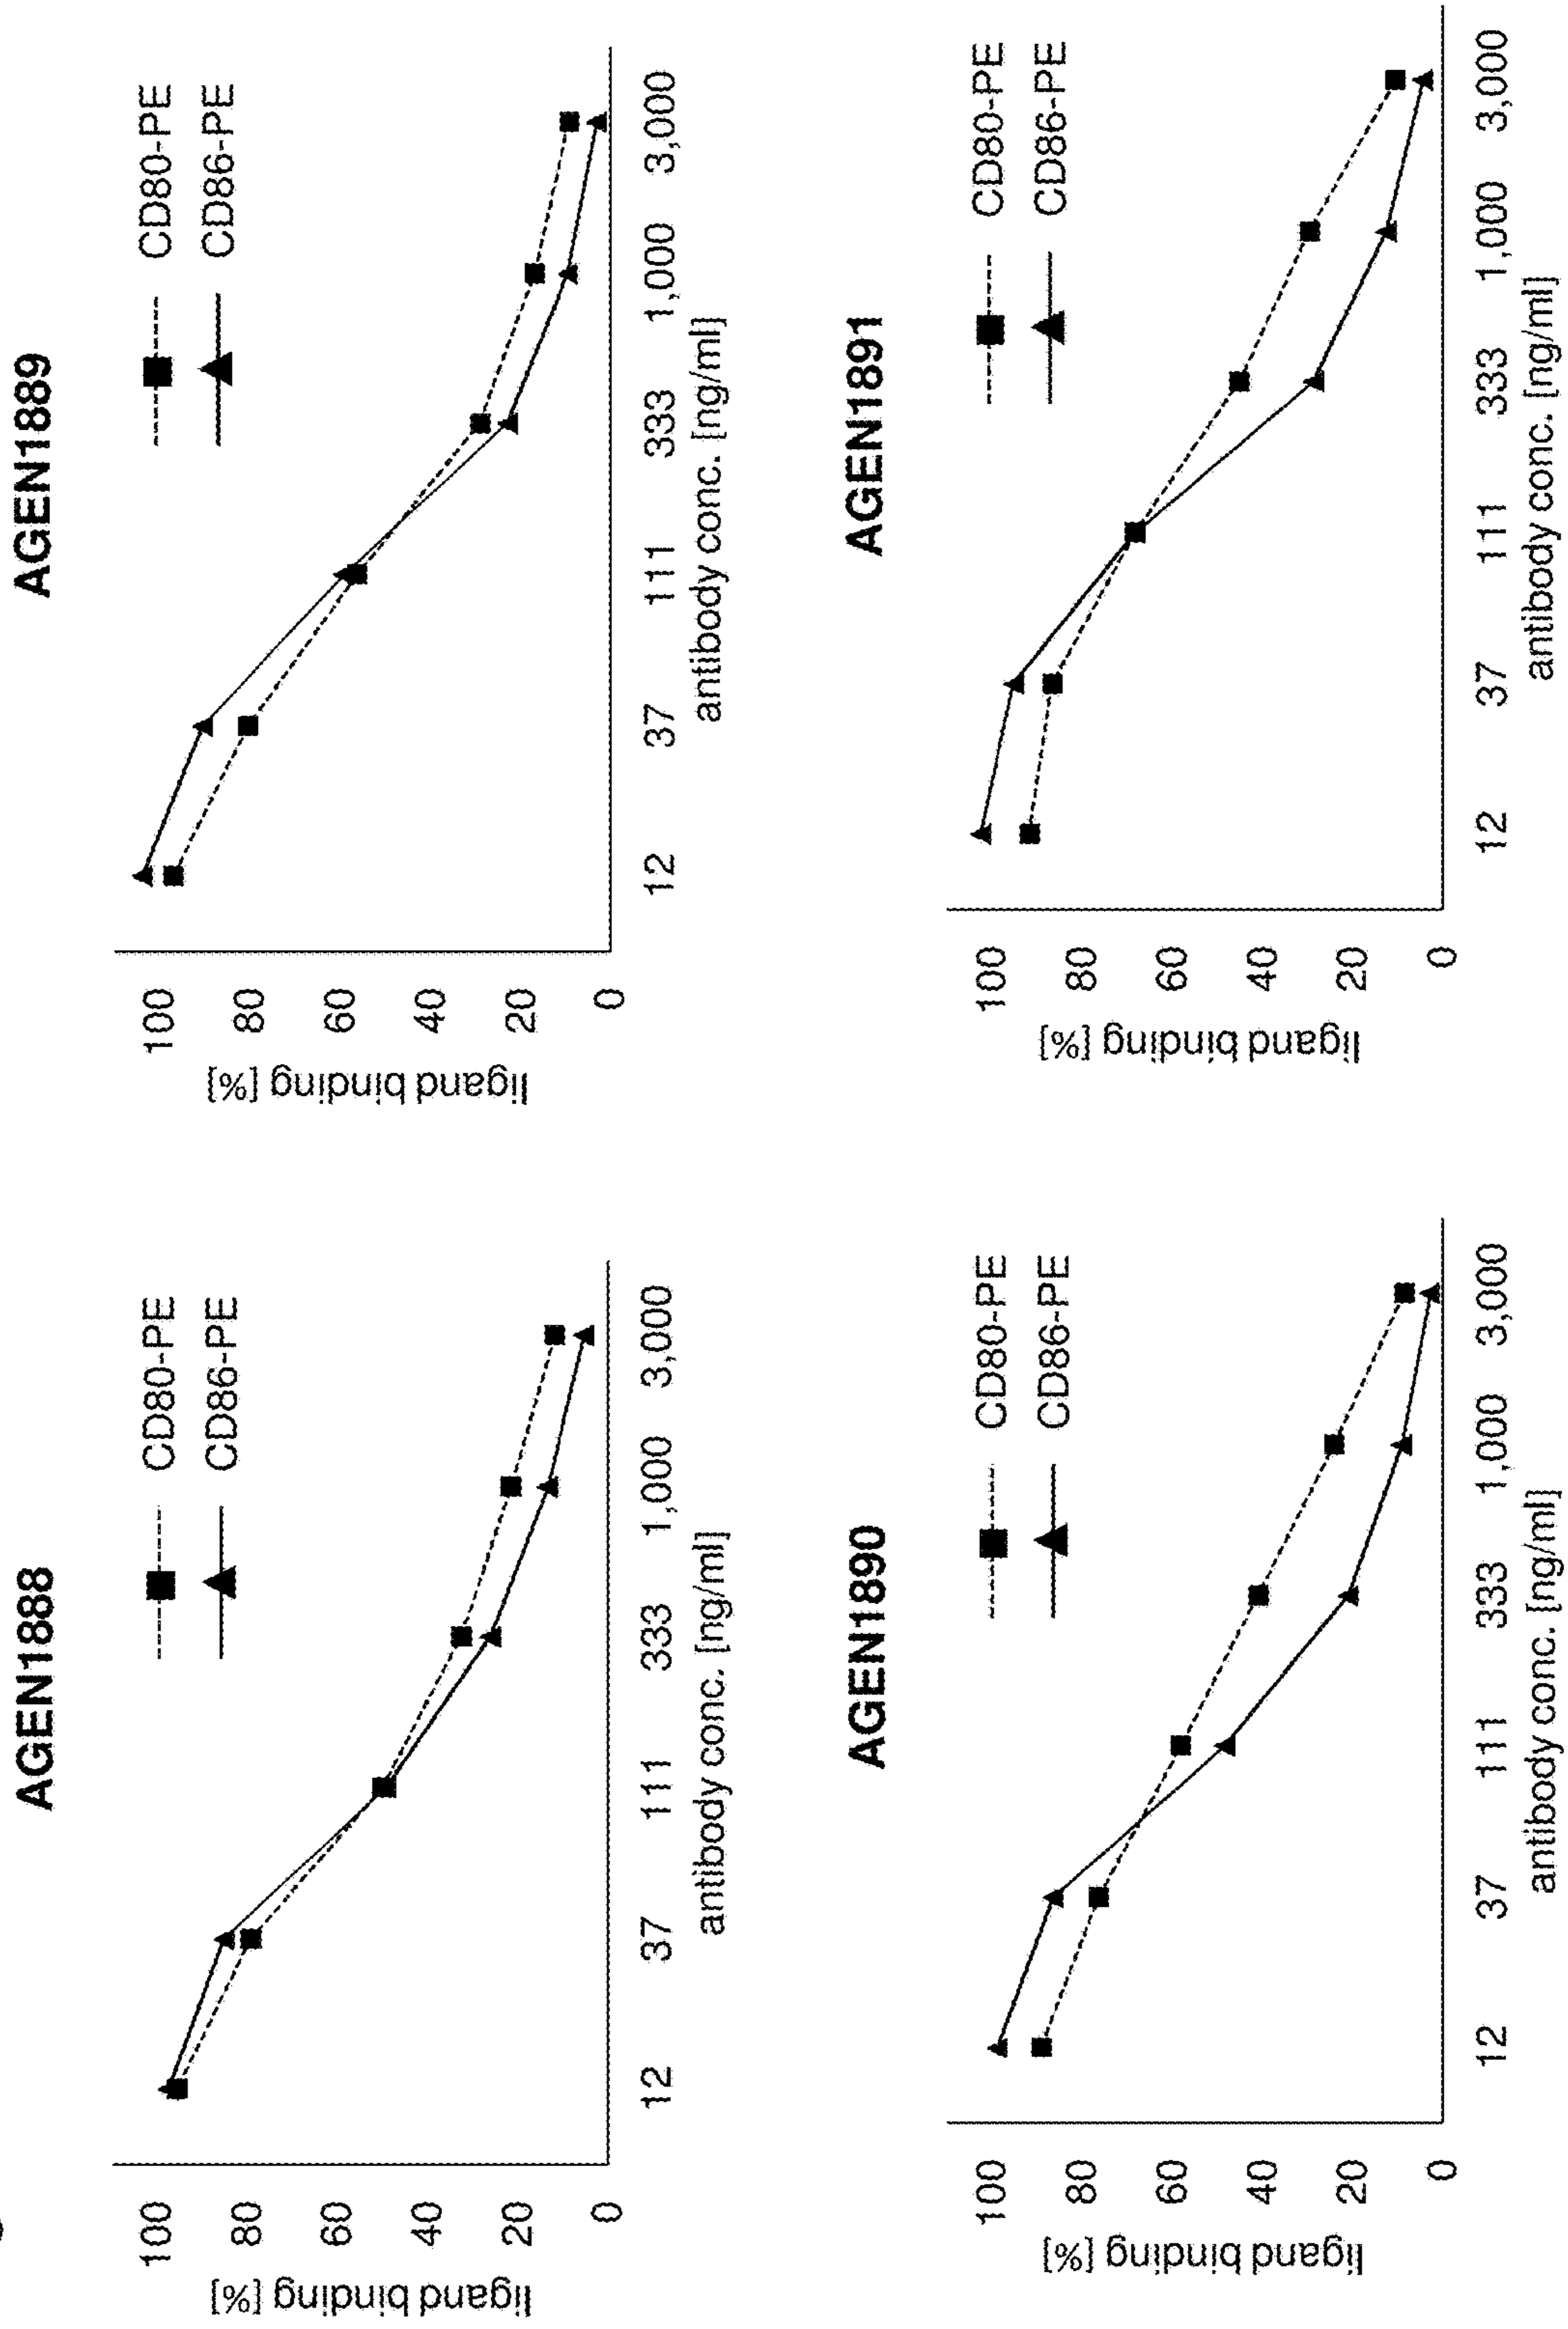 AGEN1888
CD80-PE
CD86-PE
ligand binding [%]
100
80
60
40
20
0
12 37 111 333 1,000 3,000
antibody conc. [ng/ml]
AGEN1889
CD80-PE
CD86-PE
ligand binding [%]
100
80
60
40
20
0
12 37 111 333 1,000 3,000
antibody conc. [ng/ml]
AGEN1890
CD80-PE
CD86-PE
ligand binding [%]
100
80
60
40
20
0
12 37 111 333 1,000 3,000
antibody conc. [ng/ml]
AGEN1891
CD80-PE
CD86-PE
ligand binding [%]
100
80
60
40
20
0
12 37 111 333 1,000 3,000
antibody conc. [ng/ml]